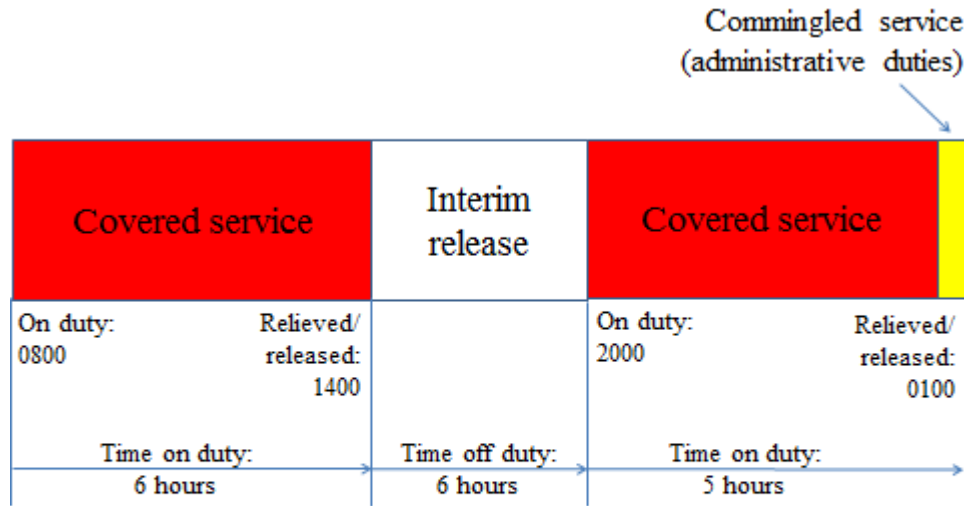 Commingled service
(administrative duties)
Covered service
Interim
release
Covered service
On duty:
0800
Relieved/
released:
1400
On duty:
2000
Relieved/
released:
0100
Time on duty:
6 hours
Time off duty:
6 hours
Time on duty:
5 hours